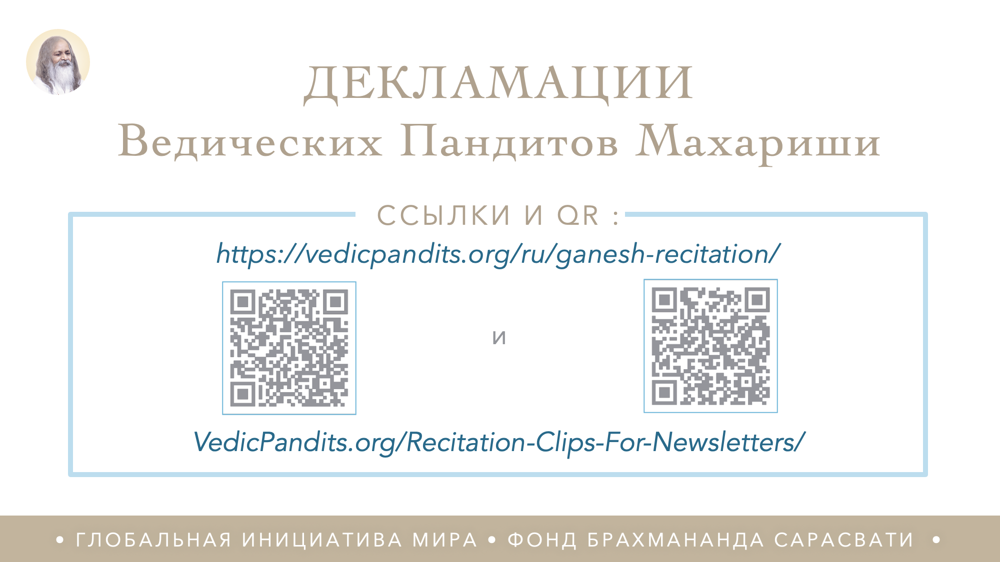 ДЕКЛАМАЦИИ
Ведических Пандитов Махариши
ССЫЛКИ И QR :
https://vedicpandits.org/ru/ganesh-recitation/
и
VedicPandits.org/Recitation-Clips-For-Newsletters/
• ГЛОБАЛЬНАЯ ИНИЦИАТИВА МИРА • ФОНД БРАХМАНАНДА САРАСВАТИ •